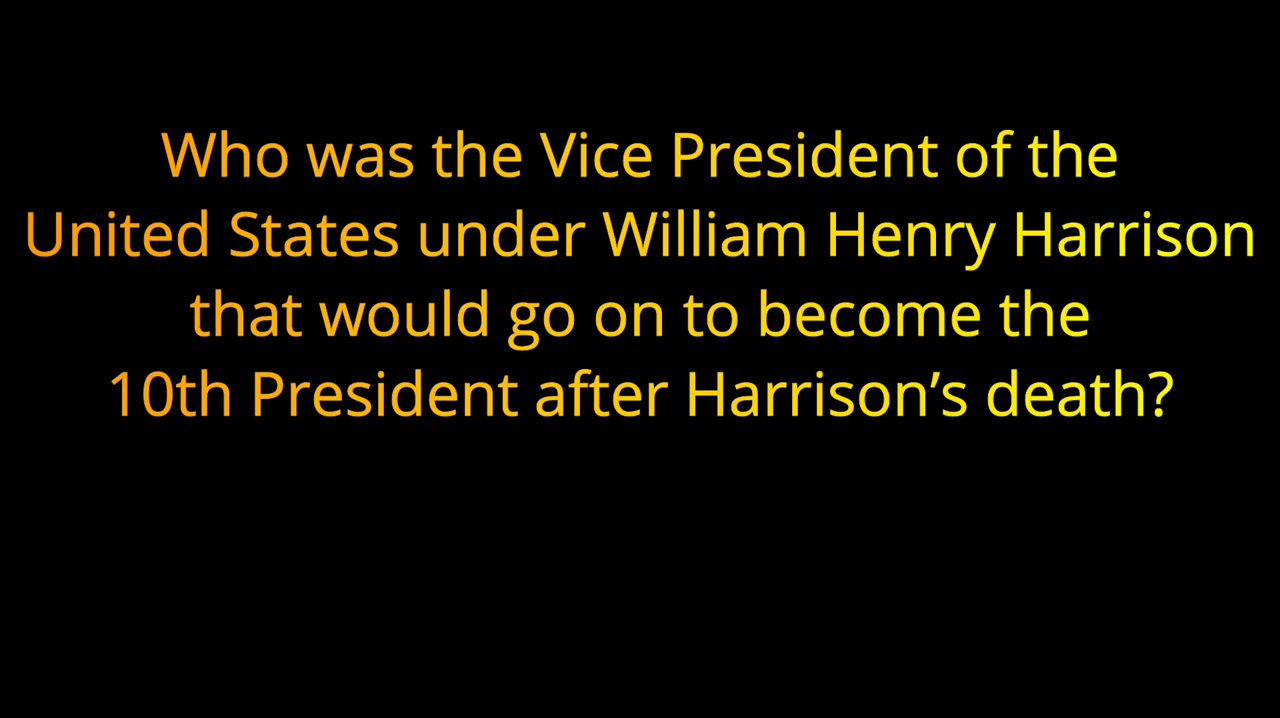 Who was the Vice President of the
United States under William Henry Harrison
that would go on to become the
10th President after Harrison’s death?